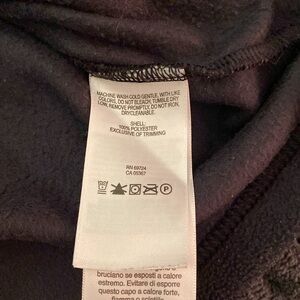 MACHINE WASH COLD GENTLE, WITH LIKE
COLORS, DO NOT BLEACH, TUMBLE DRY
LOW, REMOVE PROMPTLY, DO NOT IRON,
DRYCLEANABLE.
SHELL:
100% POLYESTER
EXCLUSIVE OF TRIMMING
RN 69724
CA 05367
P
bruciano se esposti a calore
estremo. Evitare di esporre
questo capo a calore forte,
fiamma o scintille